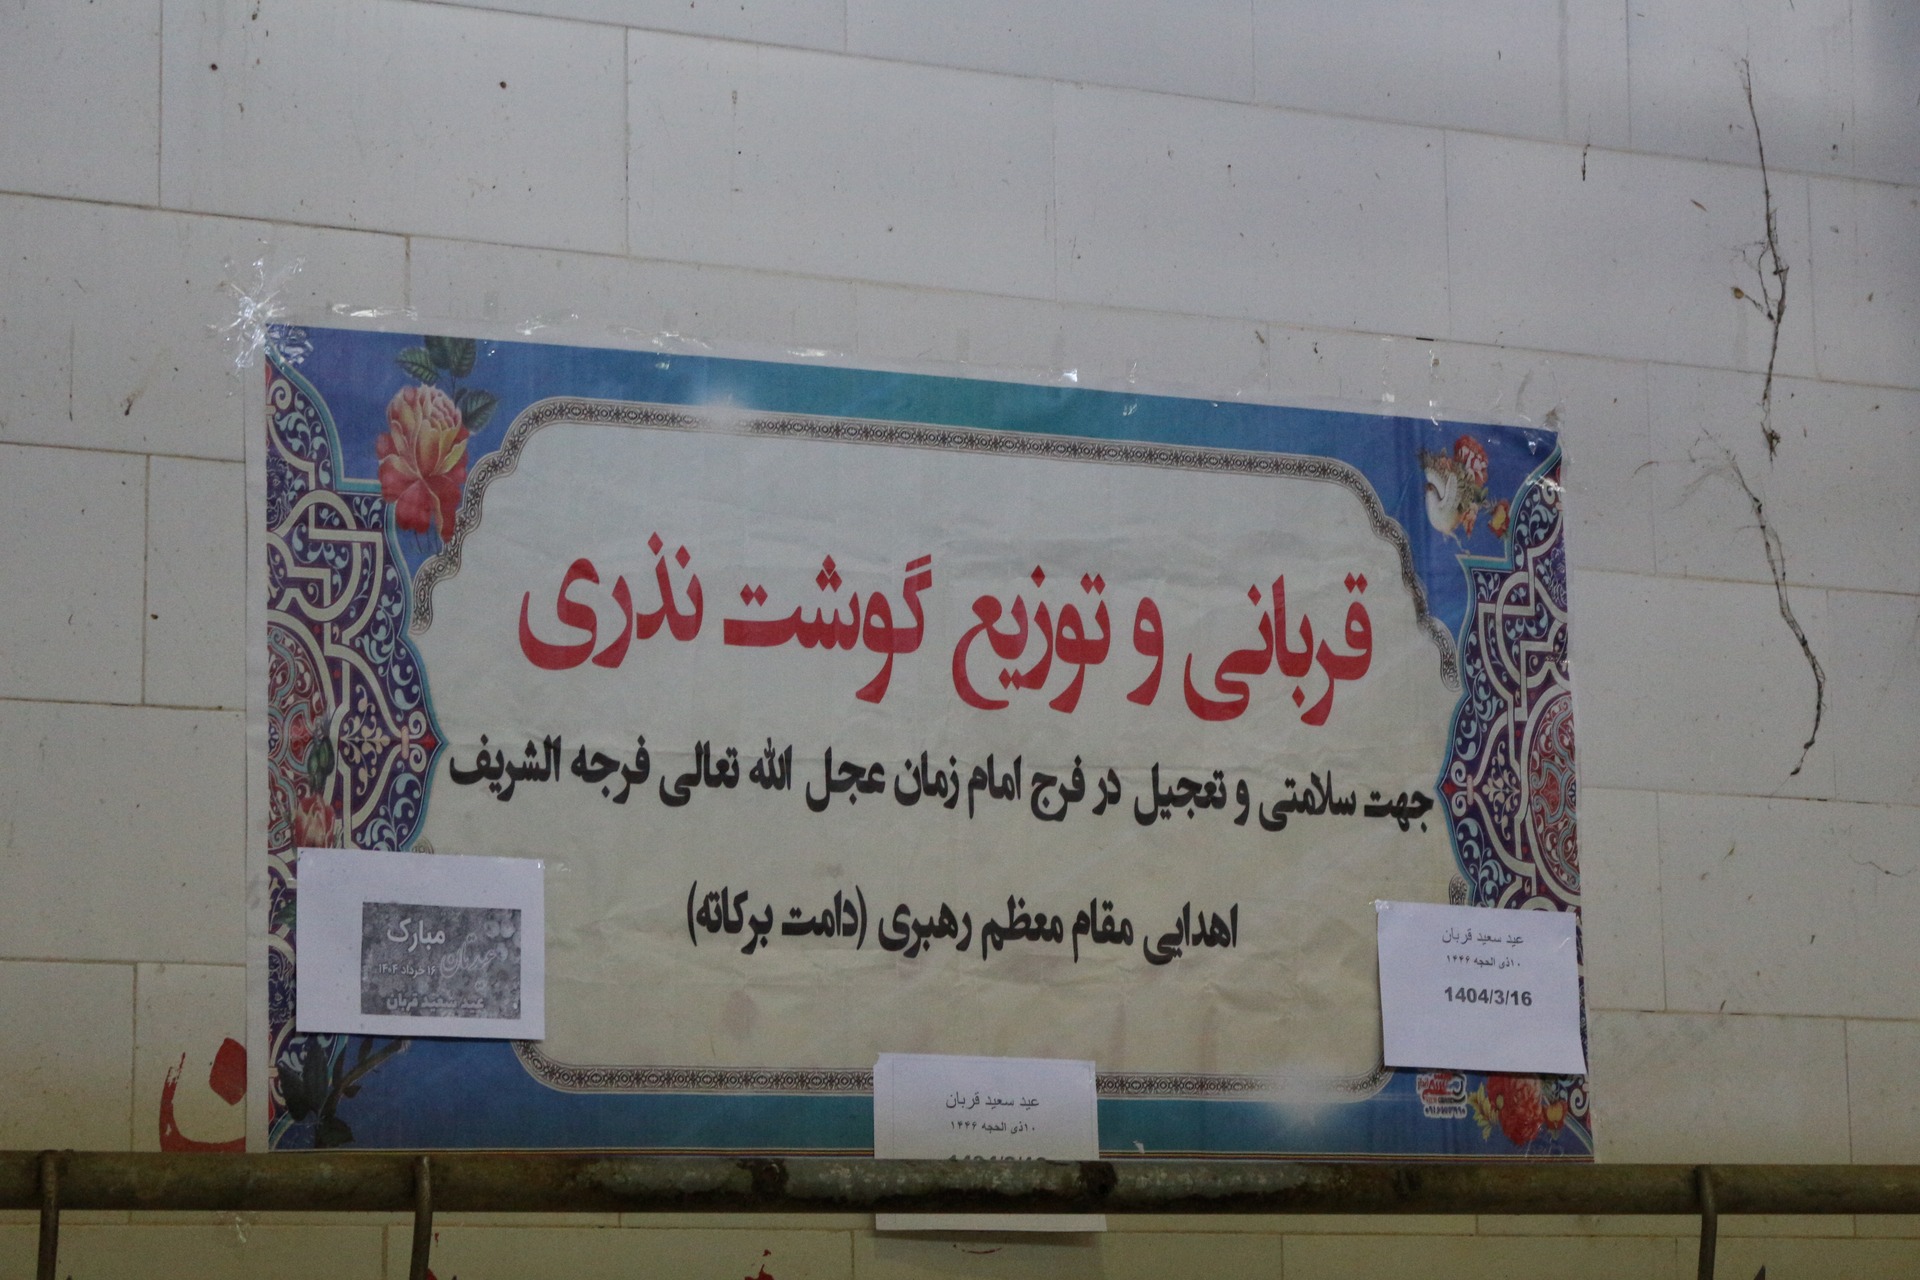 قربانی و توزیع گوشت نذری
جهت سلامتی و تعجیل در فرج امام زمان عجل الله تعالی فرجه الشریف
اهدایی مقام معظم رهبری (دامت برکاته)
عیدتان مبارک
۱۶ خرداد ۱۴۰۴
عید سعید قربان
عید سعید قربان
۱۰ذی الحجه ۱۴۴۶
1404/3/16
عید سعید قربان
۱۰ذی الحجه ۱۴۴۶
ن